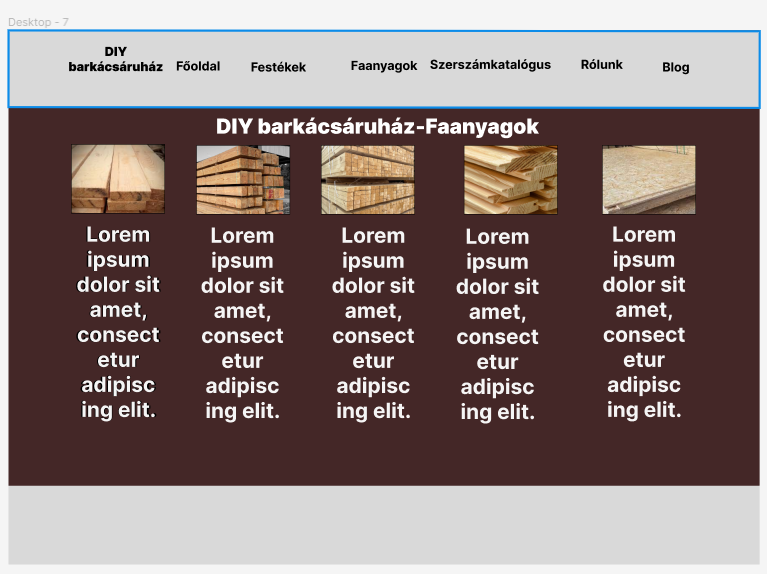 Desktop - 7
DIY
barkácsáruház
Főoldal
Festékek
Faanyagok
Szerszámkatalógus
Rólunk
Blog
DIY barkácsáruház-Faanyagok
Lorem
ipsum
dolor sit
amet,
consect
etur
adipisc
ing elit.
Lorem
ipsum
dolor sit
amet,
consect
etur
adipisc
ing elit.
Lorem
ipsum
dolor sit
amet,
consect
etur
adipisc
ing elit.
Lorem
ipsum
dolor sit
amet,
consect
etur
adipisc
ing elit.
Lorem
ipsum
dolor sit
amet,
consect
etur
adipisc
ing elit.